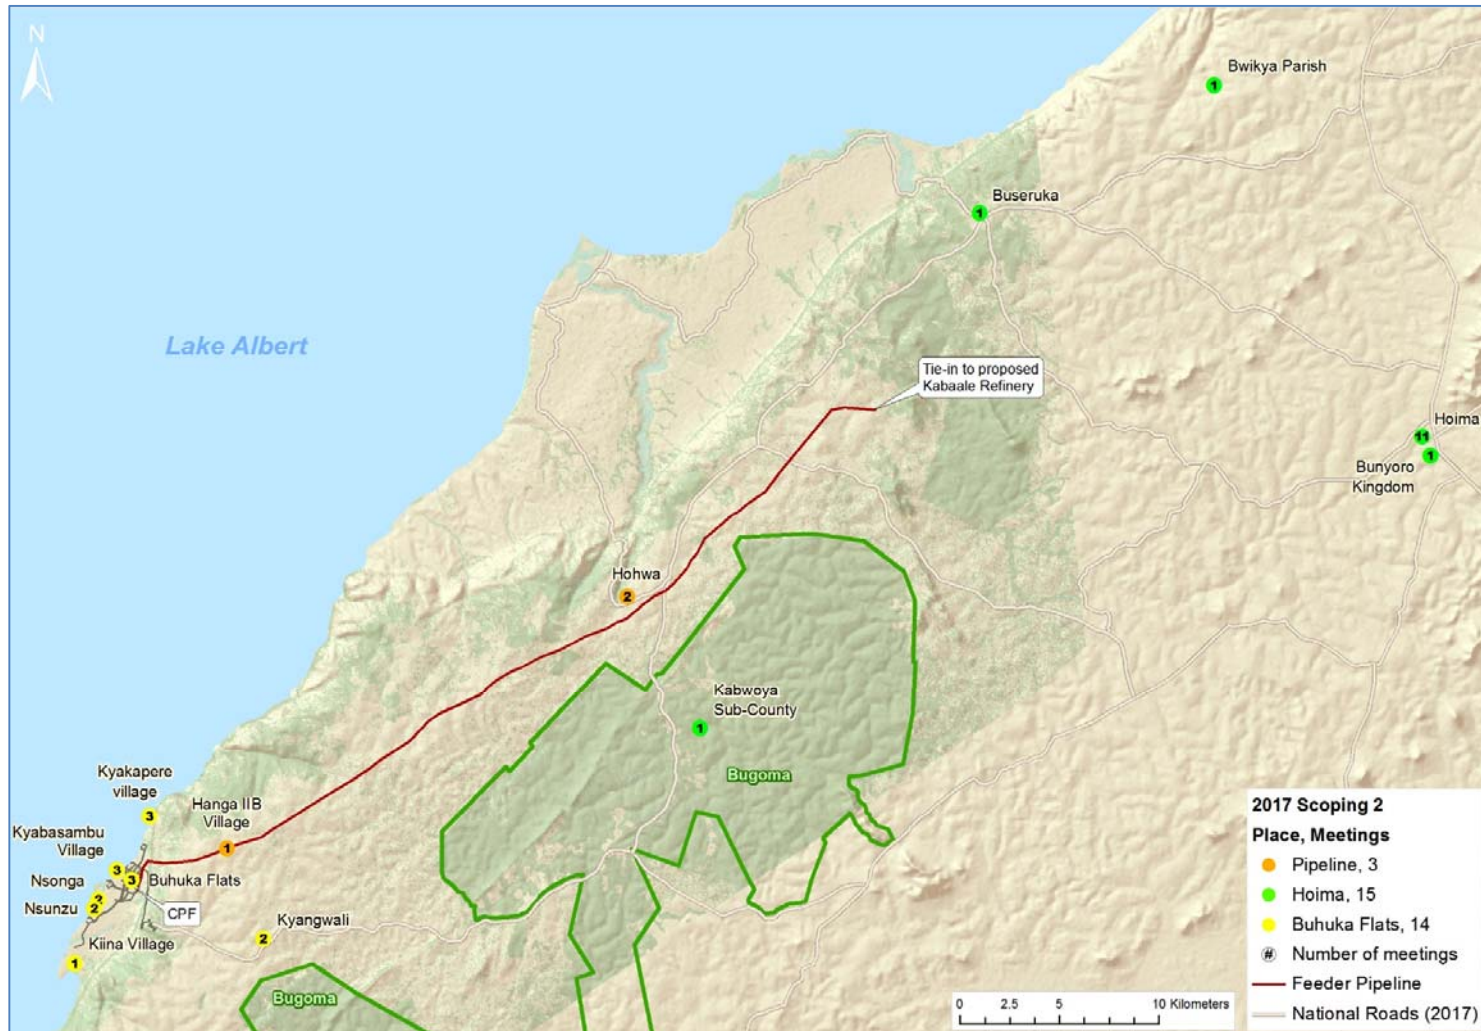 N
Bwikya Parish
1
Buseruka
1
Lake Albert
Tie-in to proposed
Kabaale Refinery
Hoima
11
1
Bunyoro
Kingdom
Hohwa
2
Kabwoya
Sub-County
1
Bugoma
Kyakapere
village
3
Hanga IIB
Village
1
Kyabasambu
Village
3
3
Buhuka Flats
Nsonga
2
Nsunzu
2
CPF
Kyangwali
2
Kiina Village
1
Bugoma
2017 Scoping 2
Place, Meetings
Pipeline, 3
Hoima, 15
Buhuka Flats, 14
# Number of meetings
Feeder Pipeline
National Roads (2017)
0 2.5 5 10 Kilometers